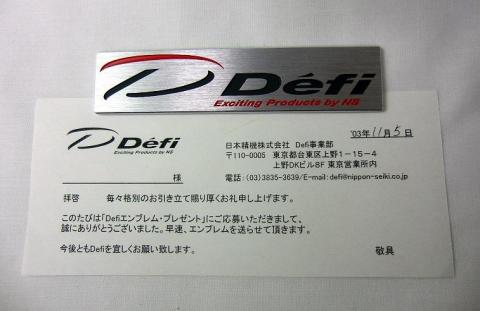 Défi
Exciting Products by NS
'03年11月5日
Défi
Exciting Products by NS
日本精機株式会社 Defi事業部
〒110-0005 東京都台東区上野1-15-4
上野DKビル8F 東京営業所内
様
電話:(03)3835-3639/E-mail:defi@nippon-seiki.co.jp
拝啓 毎々格別のお引き立て賜り厚くお礼申し上げます。
このたびは「Defiエンブレム・プレゼント」にご応募いただきまして、
誠にありがとうございました。早速、エンブレムを送らせて頂きます。
今後ともDefiを宜しくお願い致します。
敬具